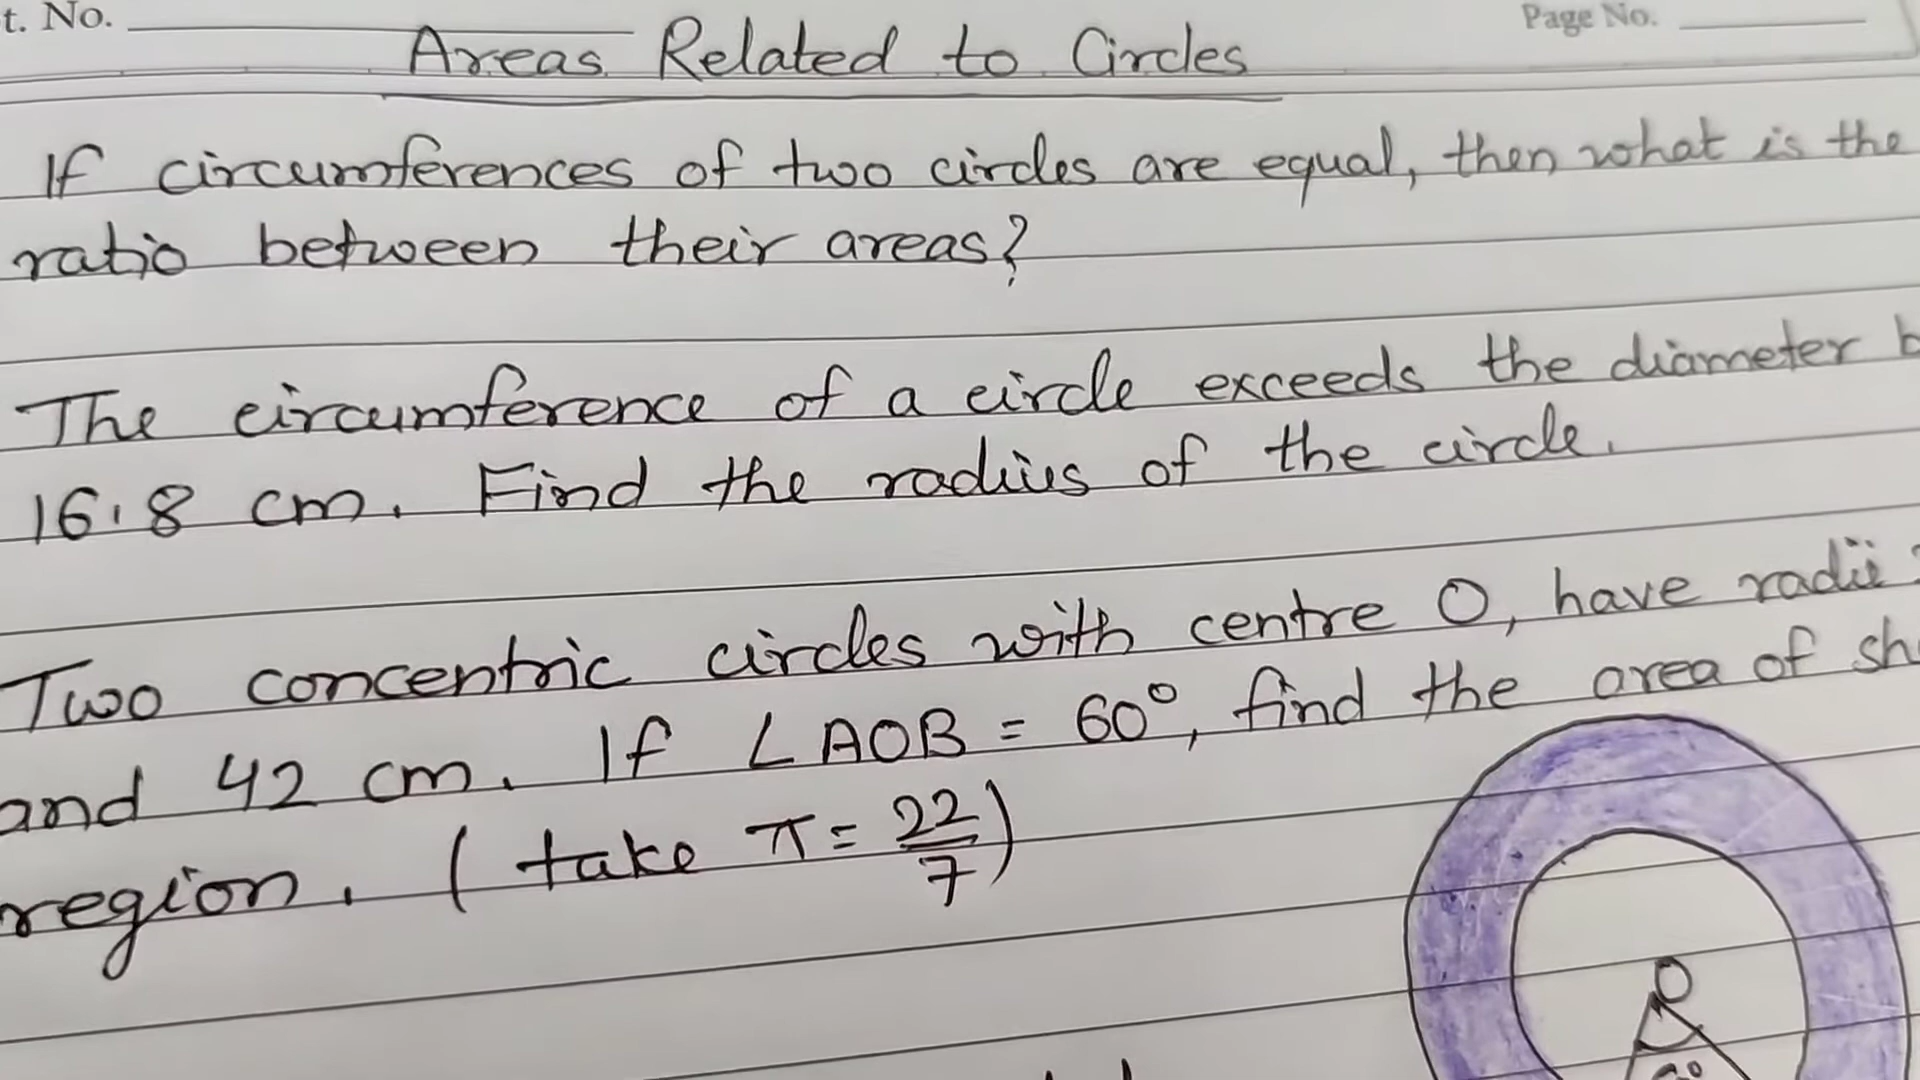 t. No.
Page No.
Areas Related to Circles
If circumferences of two circles are equal, then what is the
ratio between their areas?
The circumference of a circle exceeds the diameter b
16.8 cm. Find the radius of the circle.
Two concentric circles with centre O, have radii
and 42 cm. If ∠AOB = 60°, find the area of sh
region. (take π = 22/7)
O